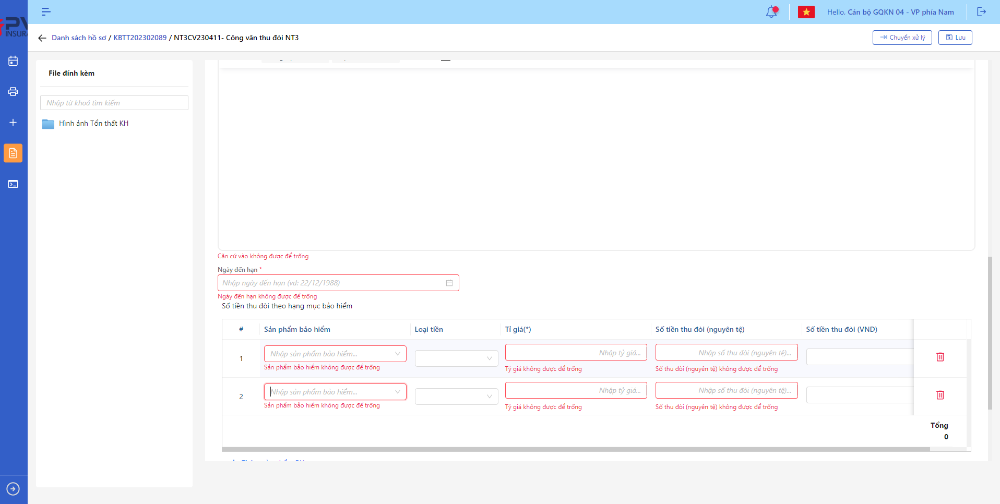 INSURA
Hello, Cán bộ GQKN 04 - VP phía Nam
Danh sách hồ sơ / KBTT202302089 / NT3CV230411- Công văn thu đòi NT3
Chuyển xử lý
Lưu
File đính kèm
Nhập từ khoá tìm kiếm
Hình ảnh Tổn thất KH
Căn cứ vào không được để trống
Ngày đến hạn *
Nhập ngày đến hạn (vd: 22/12/1988)
Ngày đến hạn không được để trống
Số tiền thu đòi theo hạng mục bảo hiểm
# Sản phẩm bảo hiểm Loại tiền Tỉ giá(*) Số tiền thu đòi (nguyên tệ) Số tiền thu đòi (VND)
1 Nhập sản phẩm bảo hiểm... Nhập tỷ giá... Nhập số thu đòi (nguyên tệ)...
Sản phẩm bảo hiểm không được để trống Tỷ giá không được để trống Số thu đòi (nguyên tệ) không được để trống
2 Nhập sản phẩm bảo hiểm... Nhập tỷ giá... Nhập số thu đòi (nguyên tệ)...
Sản phẩm bảo hiểm không được để trống Tỷ giá không được để trống Số thu đòi (nguyên tệ) không được để trống
Tổng
0